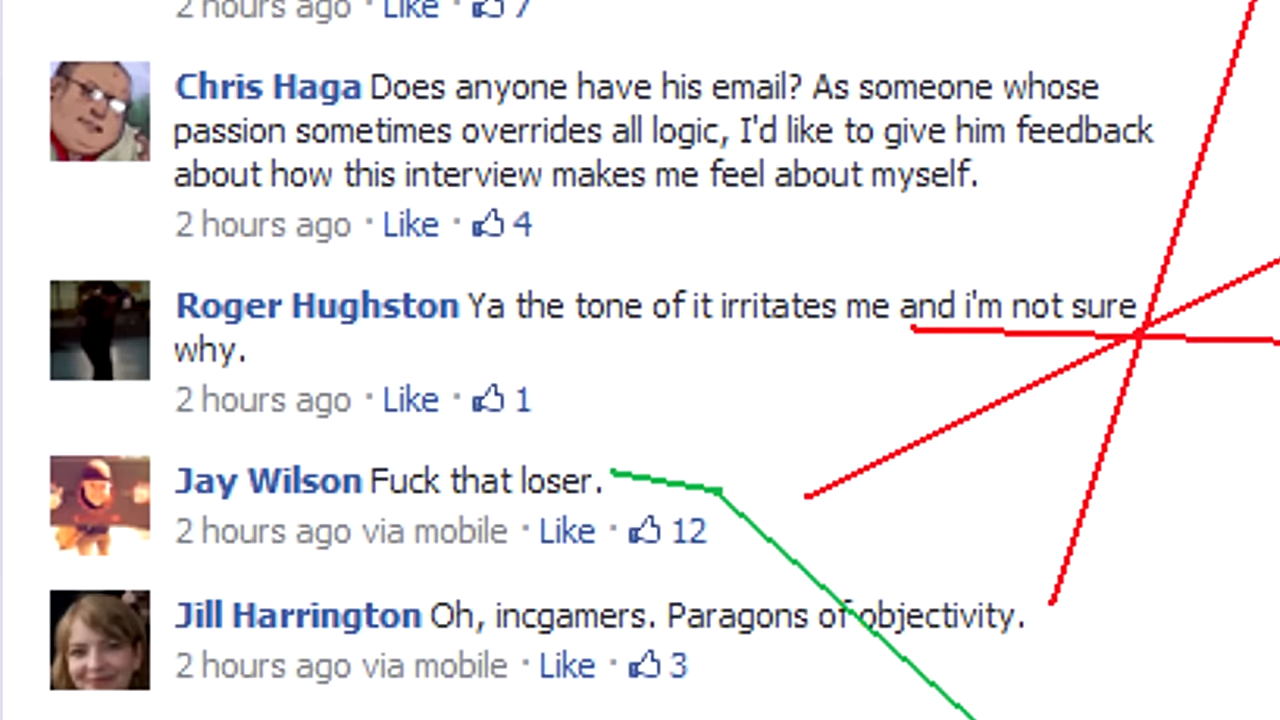 2 hours ago · Like · 7
Chris Haga Does anyone have his email? As someone whose
passion sometimes overrides all logic, I'd like to give him feedback
about how this interview makes me feel about myself.
2 hours ago · Like · 4
Roger Hughston Ya the tone of it irritates me and i'm not sure
why.
2 hours ago · Like · 1
Jay Wilson Fuck that loser.
2 hours ago via mobile · Like · 12
Jill Harrington Oh, incgamers. Paragons of objectivity.
2 hours ago via mobile · Like · 3